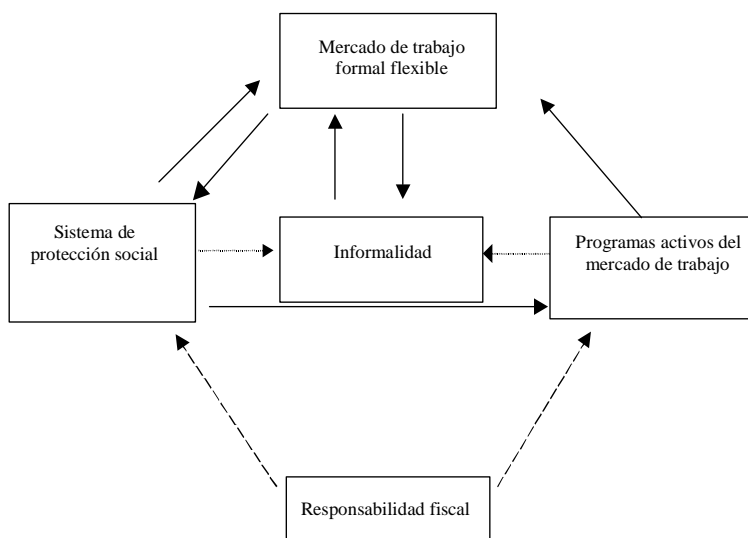 Mercado de trabajo
formal flexible
Sistema de
protección social
Informalidad
Programas activos del
mercado de trabajo
Responsabilidad fiscal